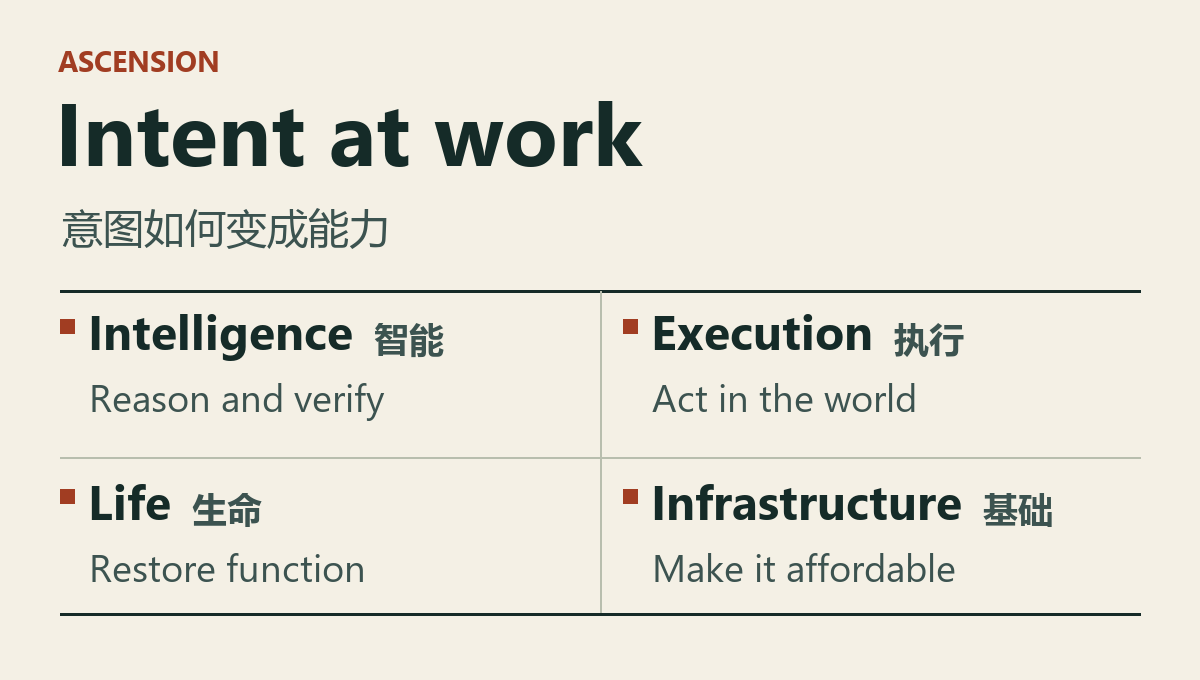 ASCENSION
Intent at work
意图如何变成能力
Intelligence 智能
Reason and verify
Execution 执行
Act in the world
Life 生命
Restore function
Infrastructure 基础
Make it affordable